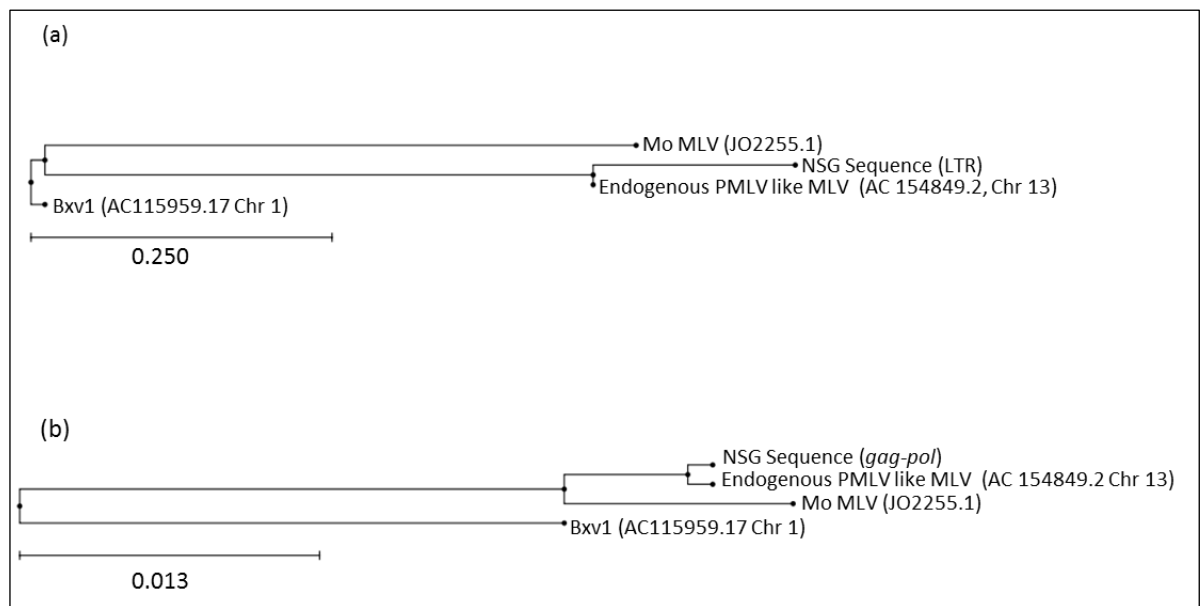 (a)
Mo MLV (JO2255.1)
NSG Sequence (LTR)
Endogenous PMLV like MLV (AC 154849.2, Chr 13)
Bxv1 (AC115959.17 Chr 1)
0.250
(b)
NSG Sequence (gag-pol)
Endogenous PMLV like MLV (AC 154849.2 Chr 13)
Mo MLV (JO2255.1)
Bxv1 (AC115959.17 Chr 1)
0.013